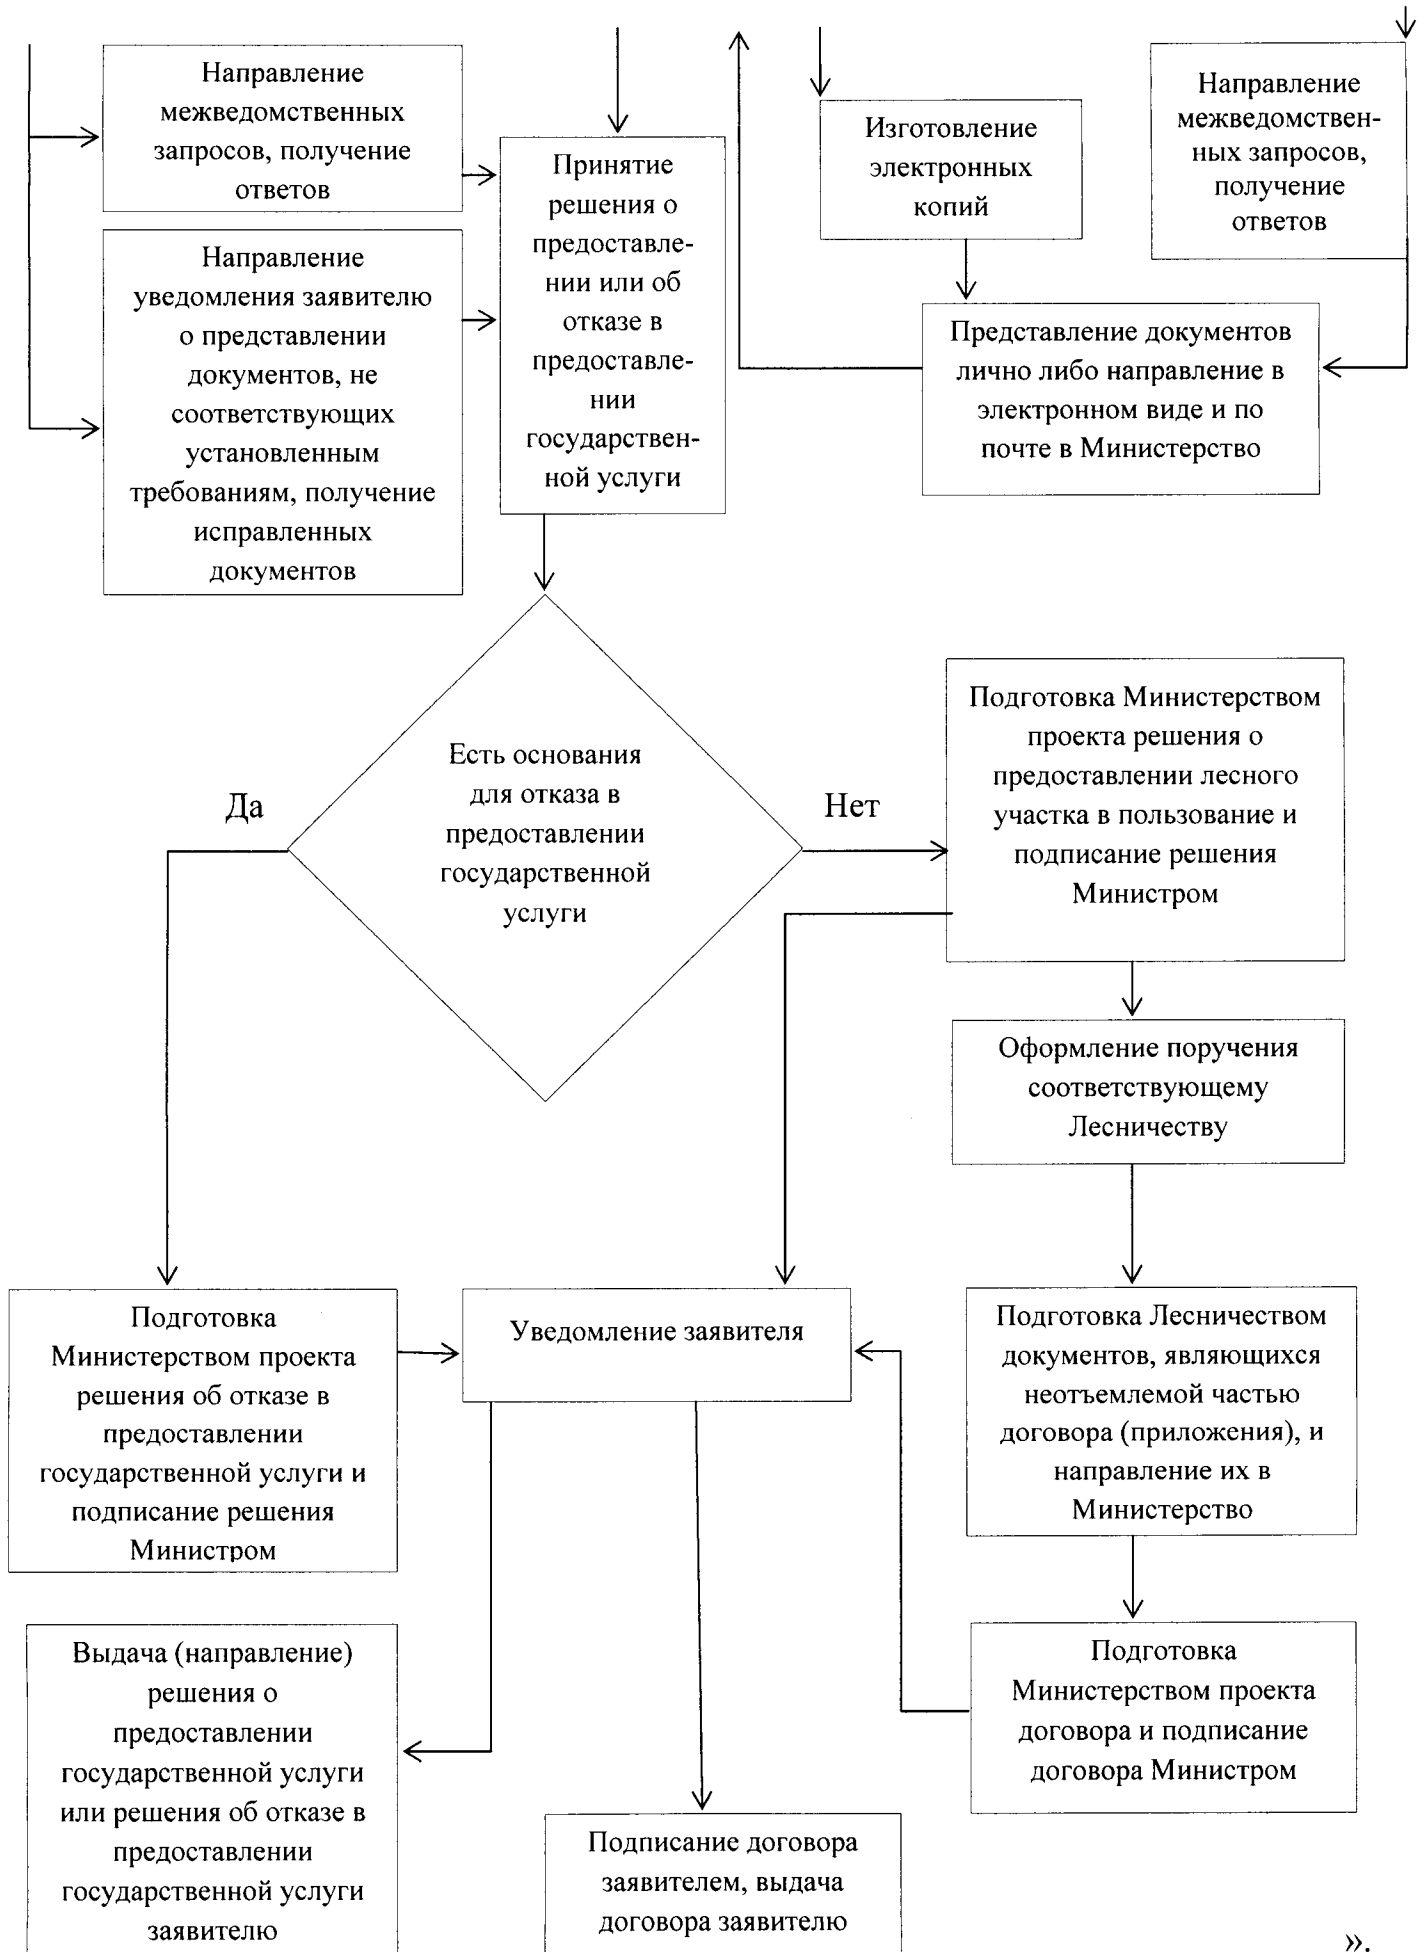 Направление
межведомственных
запросов, получение
ответов
Направление
уведомления заявителю
о представлении
документов, не
соответствующих
установленным
требованиям, получение
исправленных
документов
Принятие
решения о
предоставле-
нии или об
отказе в
предоставле-
нии
государствен-
ной услуги
Изготовление
электронных
копий
Направление
межведомствен-
ных запросов,
получение
ответов
Представление документов
лично либо направление в
электронном виде и по
почте в Министерство
Есть основания
для отказа в
предоставлении
государственной
услуги
Да
Нет
Подготовка Министерством
проекта решения о
предоставлении лесного
участка в пользование и
подписание решения
Министром
Оформление поручения
соответствующему
Лесничеству
Подготовка
Министерством проекта
решения об отказе в
предоставлении
государственной услуги и
подписание решения
Министром
Уведомление заявителя
Подготовка Лесничеством
документов, являющихся
неотъемлемой частью
договора (приложения), и
направление их в
Министерство
Выдача (направление)
решения о
предоставлении
государственной услуги
или решения об отказе в
предоставлении
государственной услуги
заявителю
Подписание договора
заявителем, выдача
договора заявителю
Подготовка
Министерством проекта
договора и подписание
договора Министром
».